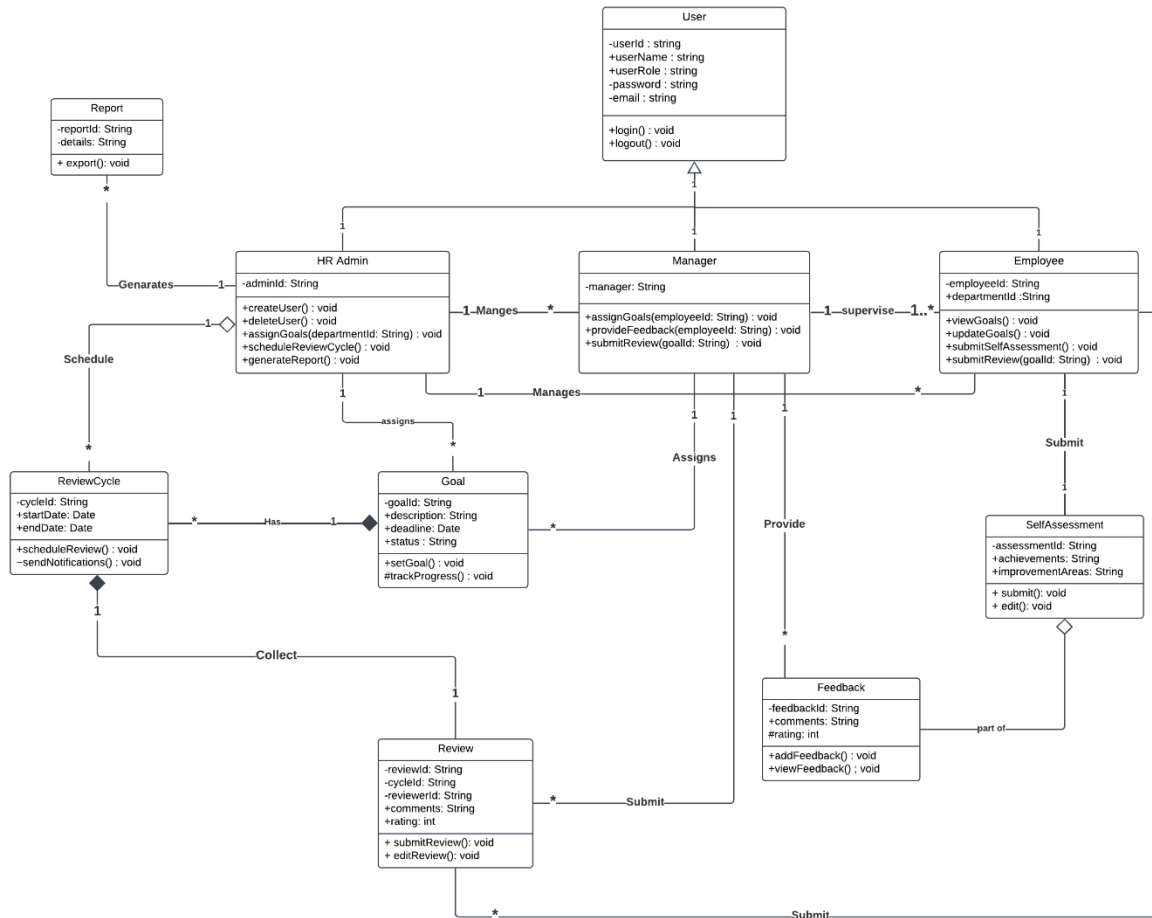 User
-userId : string
+userName : string
+userRole : string
-password : string
-email : string
+login() : void
+logout() : void
Report
-reportId: String
-details: String
+ export(): void
*
1
1
1
1
Genarates
1
HR Admin
-adminId: String
+createUser() : void
+deleteUser() : void
+assignGoals(departmentId: String) : void
+scheduleReviewCycle() : void
+generateReport() : void
1
Manges
*
Manager
-manager: String
+assignGoals(employeeId: String) : void
+provideFeedback(employeeId: String) : void
+submitReview(goalId: String) : void
1
supervise
1..*
Employee
-employeeId: String
+departmentId :String
+viewGoals() : void
+updateGoals() : void
+submitSelfAssessment() : void
+submitReview(goalId: String) : void
1
Schedule
*
1
Manages
*
1
assigns
*
1
Assigns
*
1
1
Provide
*
1
Submit
1
ReviewCycle
-cycleId: String
+startDate: Date
+endDate: Date
+scheduleReview() : void
~sendNotifications() : void
*
Has
1
Goal
-goalId: String
+description: String
+deadline: Date
+status : String
+setGoal() : void
#trackProgress() : void
SelfAssessment
-assessmentId: String
+achievements: String
+improvementAreas: String
+ submit(): void
+ edit(): void
1
Collect
1
Feedback
-feedbackId: String
+comments: String
#rating: int
+addFeedback() : void
+viewFeedback() ; void
part of
Review
-reviewId: String
-cycleId: String
-reviewerId: String
+comments: String
+rating: int
+ submitReview(): void
+ editReview(): void
*
Submit
*
Submit